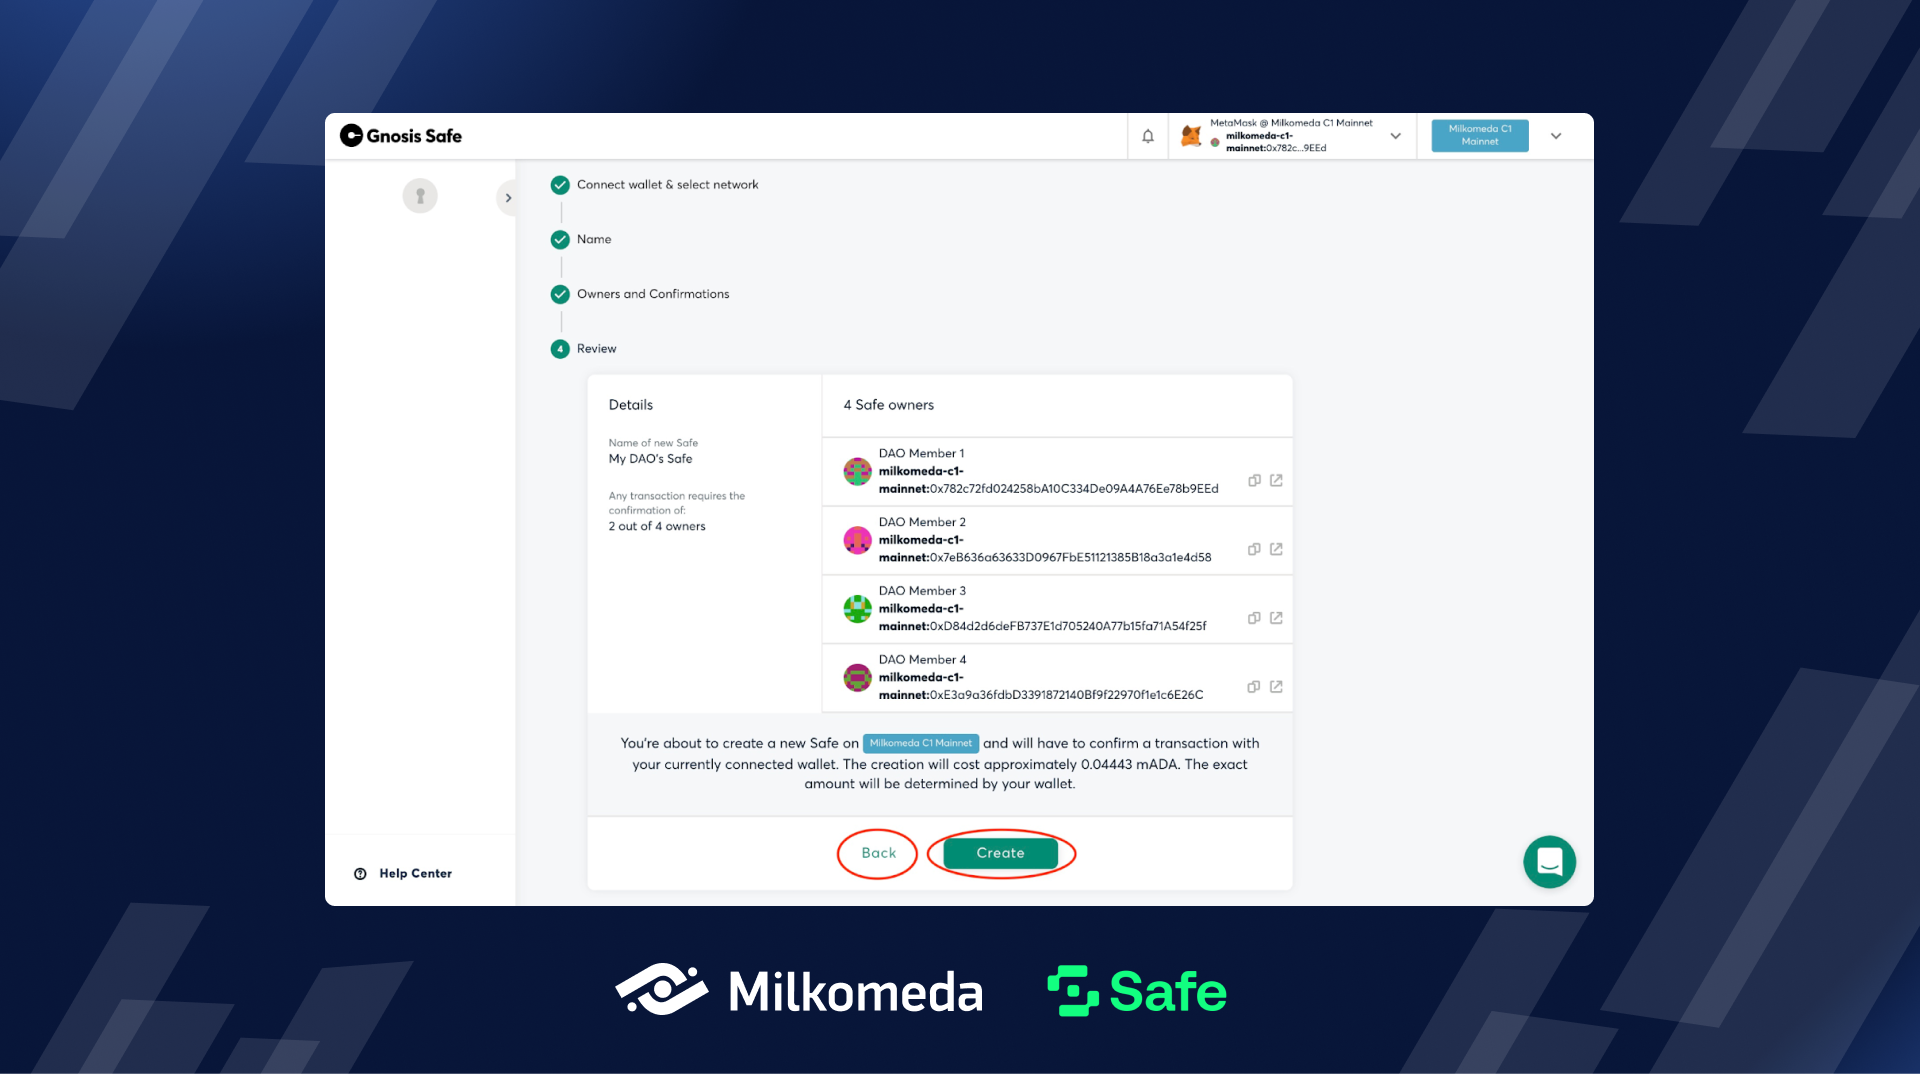 Gnosis Safe
MetaMask @ Milkomeda C1 Mainnet
milkomeda-c1-
mainnet:0x782c...9EEd
Milkomeda C1
Mainnet
Connect wallet & select network
Name
Owners and Confirmations
4 Review
Details
Name of new Safe
My DAO's Safe
Any transaction requires the
confirmation of:
2 out of 4 owners
4 Safe owners
DAO Member 1
milkomeda-c1-
mainnet:0x782c72fd024258bA10C334De09A4A76Ee78b9EEd
DAO Member 2
milkomeda-c1-
mainnet:0x7eB636a63633D0967FbE51121385B18a3a1e4d58
DAO Member 3
milkomeda-c1-
mainnet:0xD84d2d6deFB737E1d705240A77b15fa71A54f25f
DAO Member 4
milkomeda-c1-
mainnet:0xE3a9a36fdbD3391872140Bf9f22970f1e1c6E26C
You're about to create a new Safe on Milkomeda C1 Mainnet and will have to confirm a transaction with
your currently connected wallet. The creation will cost approximately 0.04443 mADA. The exact
amount will be determined by your wallet.
Back
Create
Help Center
Milkomeda
Safe